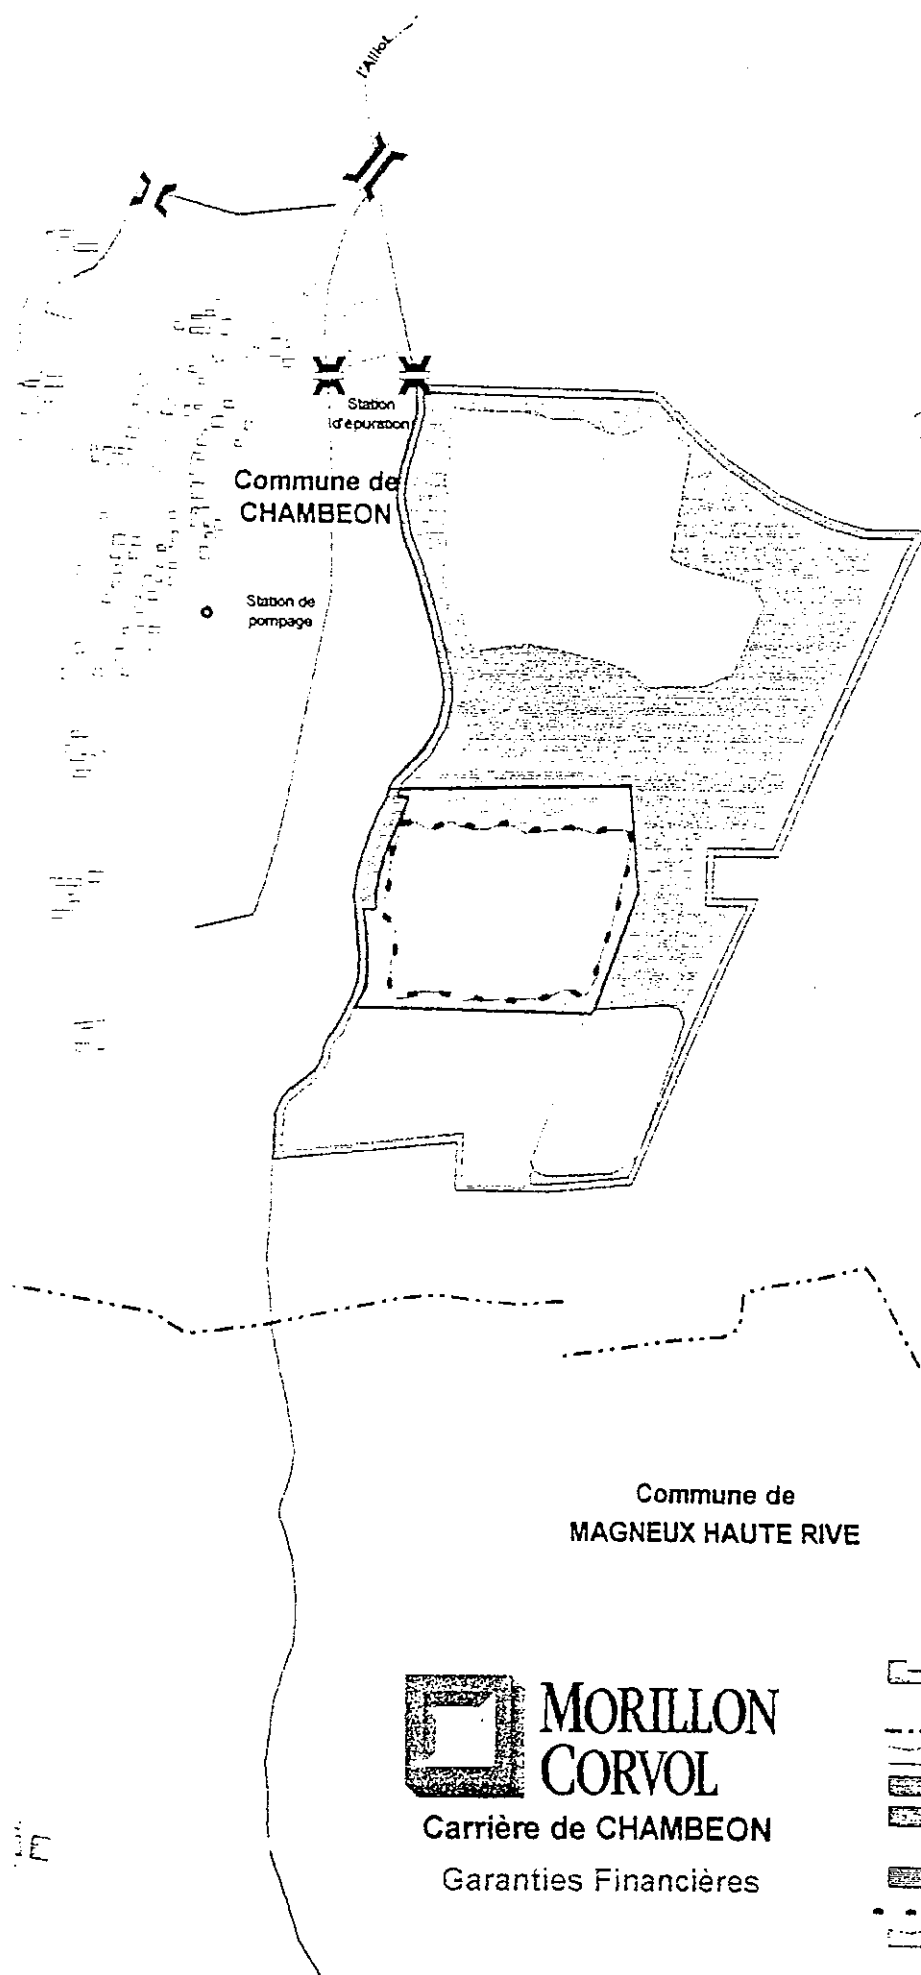 l'Alliot
Station
d'épuration
Commune de
CHAMBEON
Station de
pompage
Commune de
MAGNEUX HAUTE RIVE
MORILLON
CORVOL
Carrière de CHAMBEON
Garanties Financières